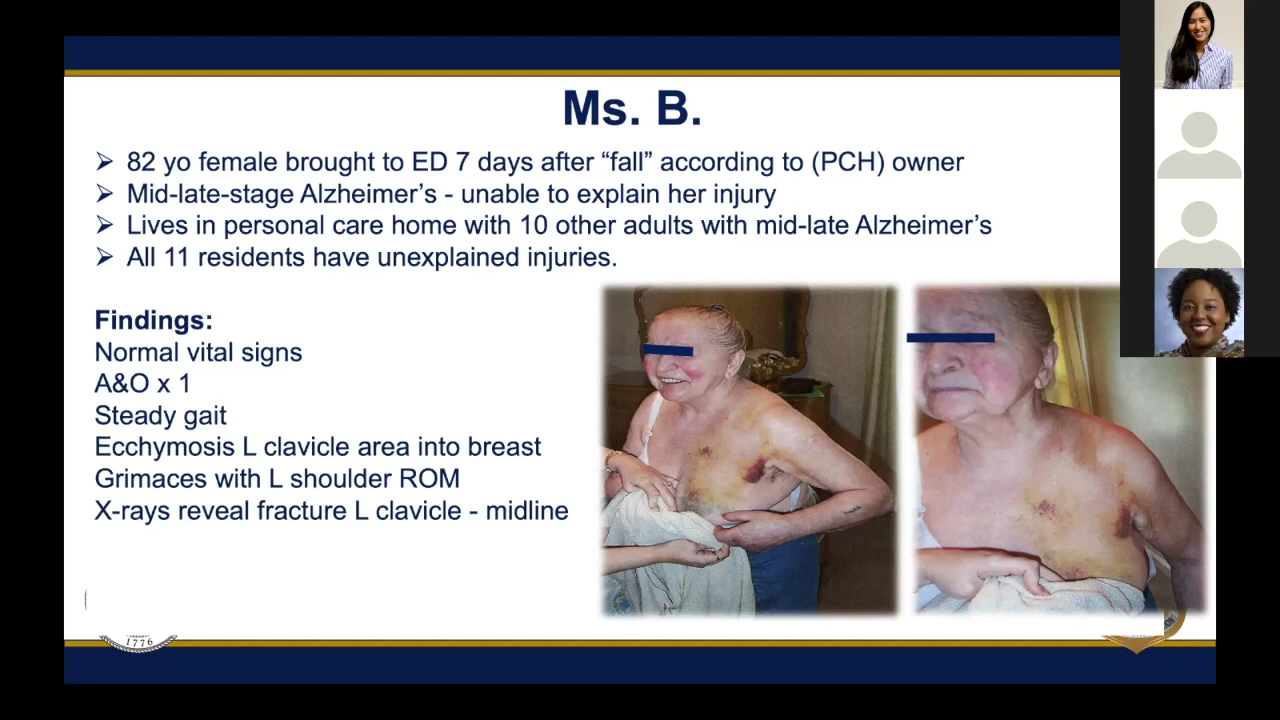 Ms. B.
➢ 82 yo female brought to ED 7 days after “fall” according to (PCH) owner
➢ Mid-late-stage Alzheimer’s - unable to explain her injury
➢ Lives in personal care home with 10 other adults with mid-late Alzheimer’s
➢ All 11 residents have unexplained injuries.
Findings:
Normal vital signs
A&O x 1
Steady gait
Ecchymosis L clavicle area into breast
Grimaces with L shoulder ROM
X-rays reveal fracture L clavicle - midline
1776